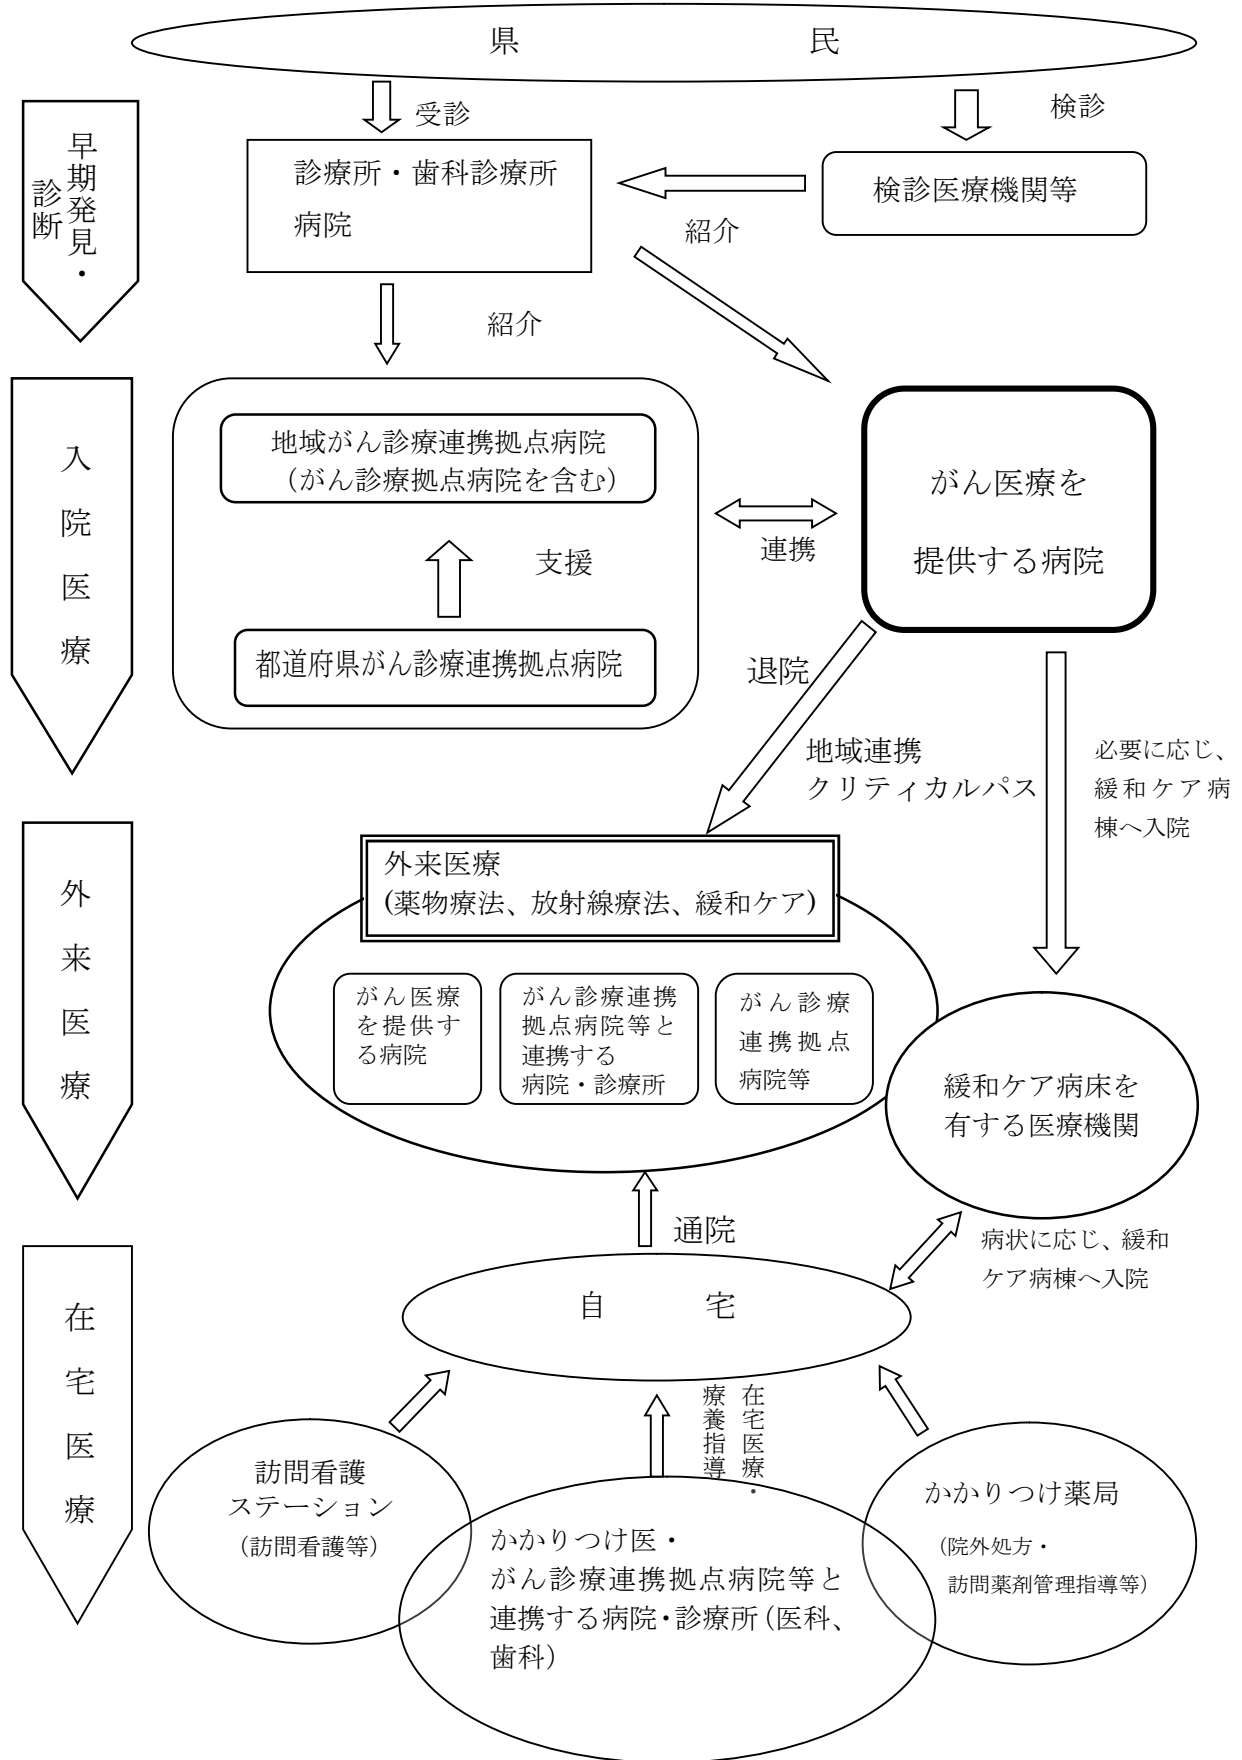 県　民
受診
検診
早期発見・
診断
診療所・歯科診療所
病院
検診医療機関等
紹介
紹介
入院医療
地域がん診療連携拠点病院
（がん診療拠点病院を含む）
がん医療を
提供する病院
連携
支援
都道府県がん診療連携拠点病院
退院
地域連携
クリティカルパス
必要に応じ、
緩和ケア病
棟へ入院
外来医療
外来医療
(薬物療法、放射線療法、緩和ケア)
がん医療
を提供す
る病院
がん診療連携
拠点病院等と
連携する
病院・診療所
がん診療
連携拠点
病院等
緩和ケア病床を
有する医療機関
通院
病状に応じ、緩和
ケア病棟へ入院
在宅医療
自　宅
在宅医療・
療養指導
訪問看護
ステーション
（訪問看護等）
かかりつけ医・
がん診療連携拠点病院等と
連携する病院・診療所（医科、
歯科）
かかりつけ薬局
（院外処方・
訪問薬剤管理指導等）